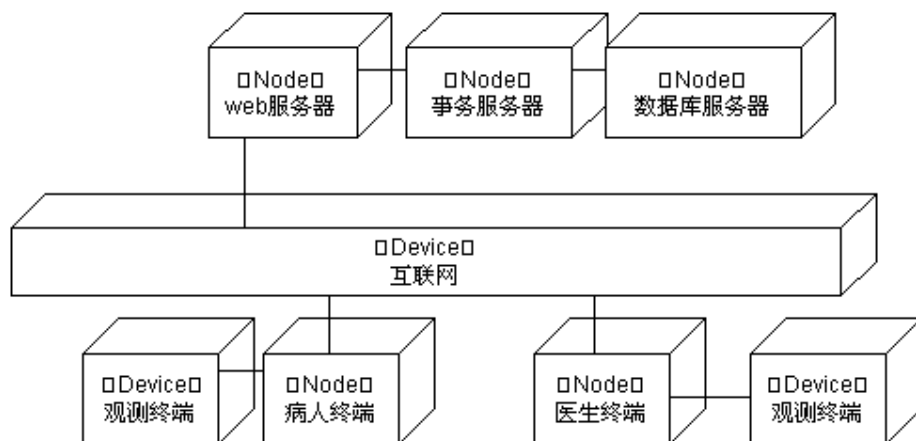 □Node□
web服务器
□Node□
事务服务器
□Node□
数据库服务器
□Device□
互联网
□Device□
观测终端
□Node□
病人终端
□Node□
医生终端
□Device□
观测终端